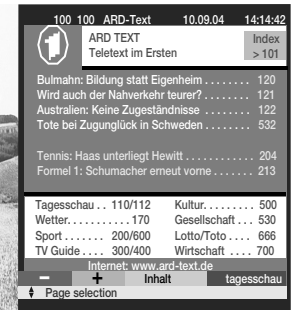 100 100 ARD-Text 10.09.04 14:14:42
1 ARD TEXT Index
Teletext im Ersten > 101
Bulmahn: Bildung statt Eigenheim . . . . . . . . 120
Wird auch der Nahverkehr teurer? . . . . . . . . 121
Australien: Keine Zugeständnisse . . . . . . . . 122
Tote bei Zugunglück in Schweden . . . . . . . . 532
Tennis: Haas unterliegt Hewitt . . . . . . . . . . . . 204
Formel 1: Schumacher erneut vorne . . . . . . . 213
Tagesschau . . 110/112 Kultur. . . . . . . . . 500
Wetter. . . . . . . . . . 170 Gesellschaft . . . 530
Sport . . . . . . . 200/600 Lotto/Toto . . . . 666
TV Guide . . . . 300/400 Wirtschaft . . . . 700
Internet: www.ard-text.de
− + Inhalt tagesschau
Page selection